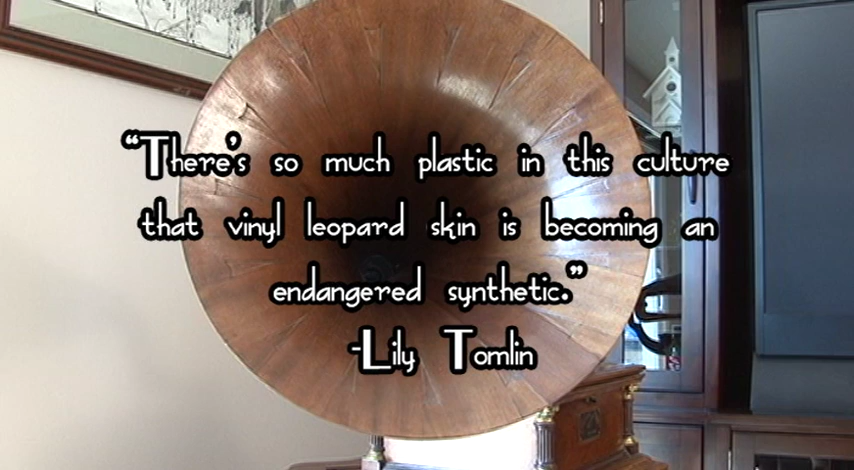 “There's so much plastic in this culture
that vinyl leopard skin is becoming an
endangered synthetic.”
-Lily Tomlin